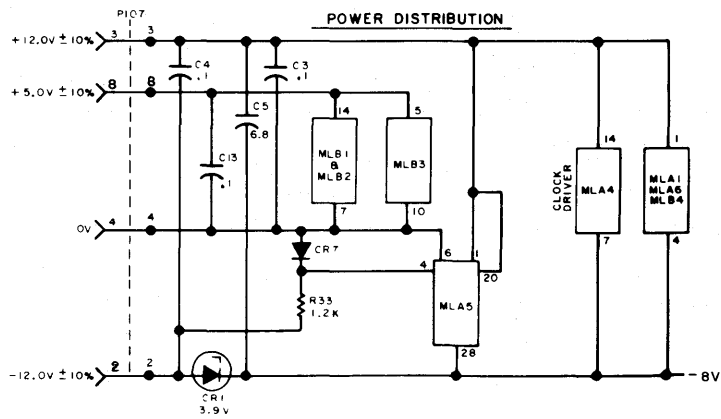 POWER DISTRIBUTION
P107
+12.0V ±10% 3 3
C4
.1
C3
.1
+5.0V ±10% 8 8
C5
6.8
C13
.1
14
MLB1
&
MLB2
7
5
MLB3
10
CLOCK
DRIVER
14
MLA4
7
1
MLA1
MLA6
MLB4
4
0V 4 4
CR7
R33
1.2K
6
1
4
20
MLA5
28
-12.0V ±10% 2 2
CR1
3.9V
-8V